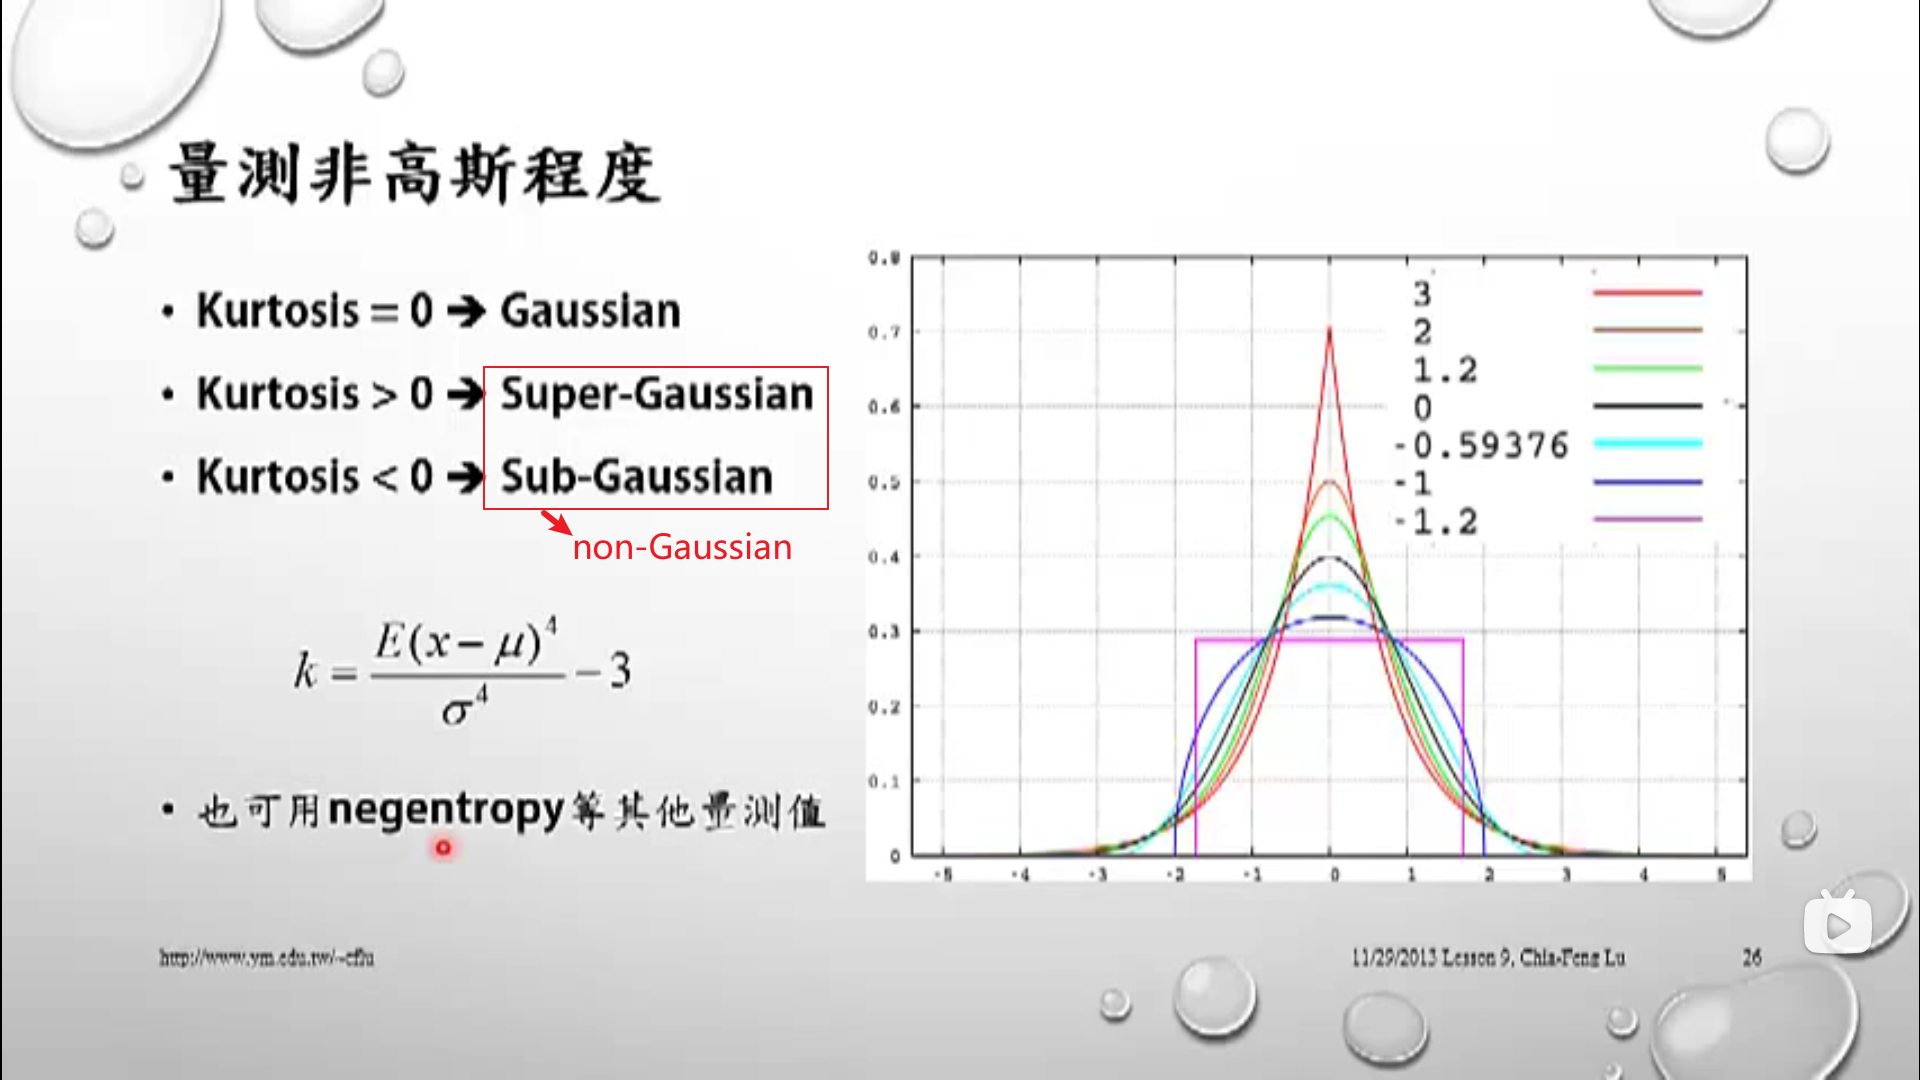 量測非高斯程度
• Kurtosis = 0 ➔ Gaussian
• Kurtosis > 0 ➔ Super-Gaussian
• Kurtosis < 0 ➔ Sub-Gaussian
non-Gaussian
k = E(x − μ)⁴ / σ⁴ − 3
• 也可用negentropy等其他量測值
0.8
0.7
0.6
0.5
0.4
0.3
0.2
0.1
0
-5 -4 -3 -2 -1 0 1 2 3 4 5
3
2
1.2
0
-0.59376
-1
-1.2
http://www.ym.edu.tw/~cflu
11/29/2013 Lesson 9, Chia-Feng Lu
26